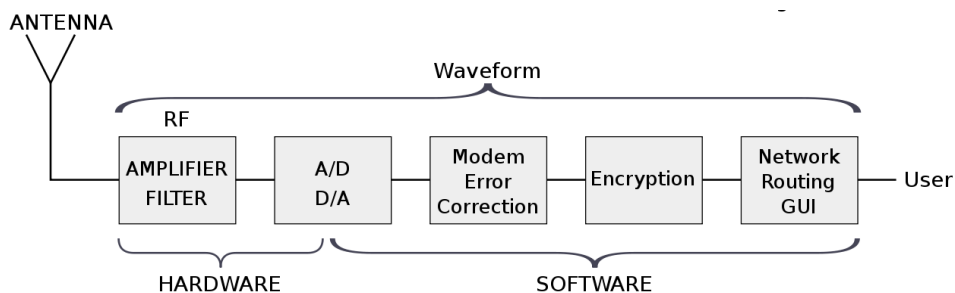 ANTENNA
Waveform
RF
AMPLIFIER
FILTER
A/D
D/A
Modem
Error
Correction
Encryption
Network
Routing
GUI
User
HARDWARE
SOFTWARE